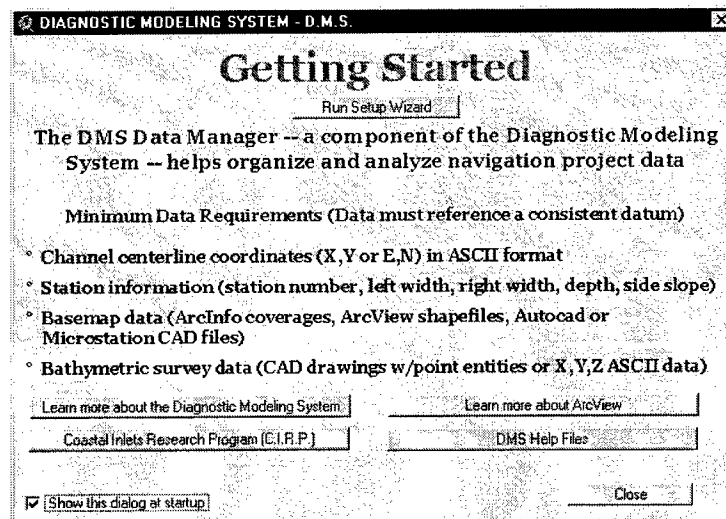 DIAGNOSTIC MODELING SYSTEM - D.M.S.
Getting Started
Run Setup Wizard
The DMS Data Manager -- a component of the Diagnostic Modeling
System -- helps organize and analyze navigation project data
Minimum Data Requirements (Data must reference a consistent datum)
° Channel centerline coordinates (X,Y or E,N) in ASCII format
° Station information (station number, left width, right width, depth, side slope)
° Basemap data (ArcInfo coverages, ArcView shapefiles, Autocad or
Microstation CAD files)
° Bathymetric survey data (CAD drawings w/point entities or X,Y,Z ASCII data)
Learn more about the Diagnostic Modeling System
Learn more about ArcView
Coastal Inlets Research Program (C.I.R.P.)
DMS Help Files
Show this dialog at startup
Close